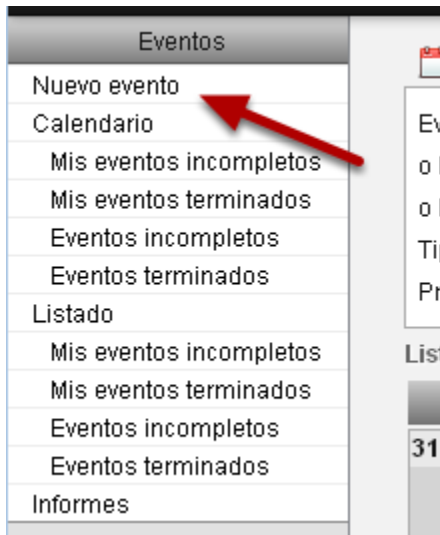 Eventos
Nuevo evento
Calendario
Mis eventos incompletos
Mis eventos terminados
Eventos incompletos
Eventos terminados
Listado
Mis eventos incompletos
Mis eventos terminados
Eventos incompletos
Eventos terminados
Informes
o
o
31